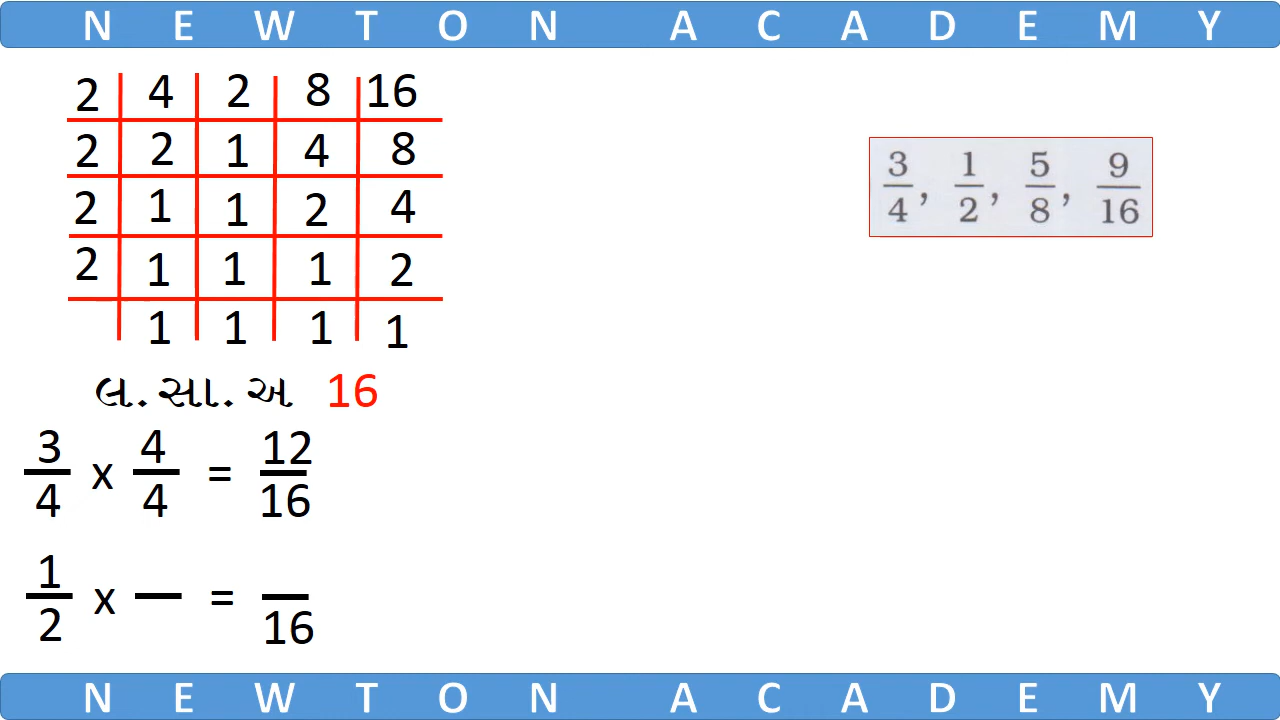 N E W T O N A C A D E M Y
2 4 2 8 16
2 2 1 4 8
2 1 1 2 4
2 1 1 1 2
1 1 1 1
લ. સા. અ 16
3/4 x 4/4 = 12/16
1/2 x — = —/16
3/4, 1/2, 5/8, 9/16
N E W T O N A C A D E M Y